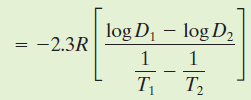 = −2.3R [ log D₁ − log D₂ / 1/T₁ − 1/T₂ ]